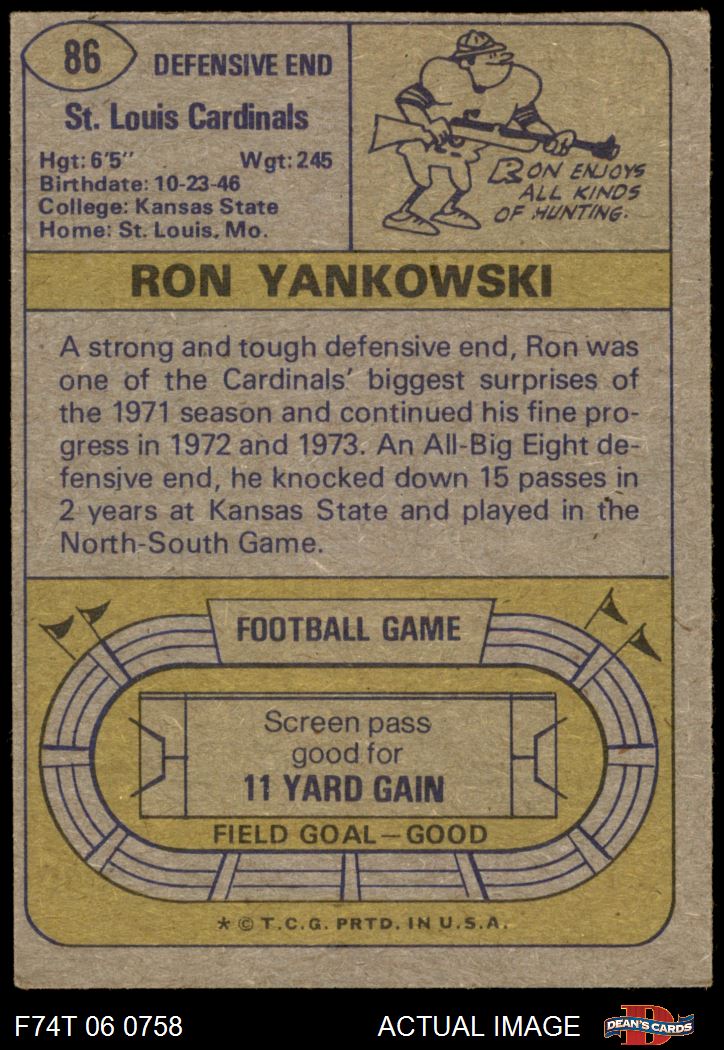 86
DEFENSIVE END
St. Louis Cardinals
Hgt: 6'5" Wgt: 245
Birthdate: 10-23-46
College: Kansas State
Home: St. Louis, Mo.
RON ENJOYS
ALL KINDS
OF HUNTING.
RON YANKOWSKI
A strong and tough defensive end, Ron was
one of the Cardinals' biggest surprises of
the 1971 season and continued his fine pro-
gress in 1972 and 1973. An All-Big Eight de-
fensive end, he knocked down 15 passes in
2 years at Kansas State and played in the
North-South Game.
FOOTBALL GAME
Screen pass
good for
11 YARD GAIN
FIELD GOAL—GOOD
* © T.C.G. PRTD. IN U.S.A.
F74T 06 0758
ACTUAL IMAGE
D
DEAN'S CARDS